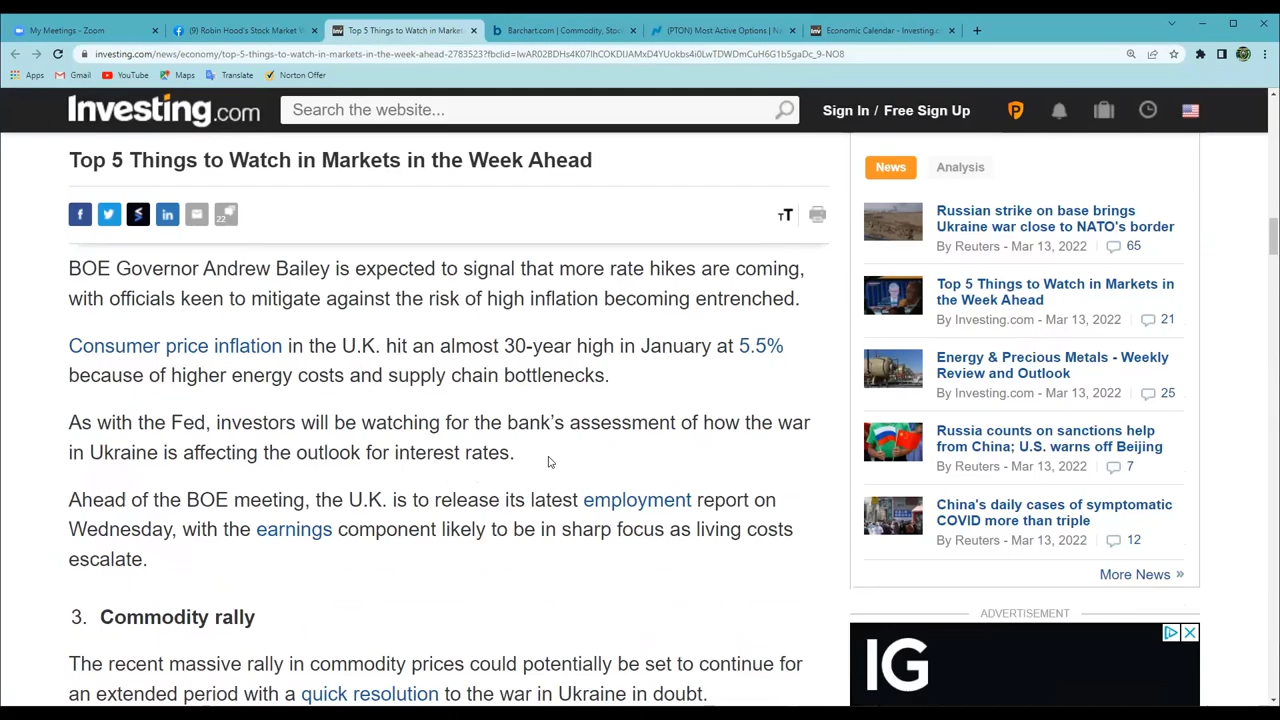 My Meetings - Zoom
(9) Robin Hood's Stock Market W
Top 5 Things to Watch in Markets
Barchart.com | Commodity, Stoc
(PTON) Most Active Options | Na
Economic Calendar - Investing.c
investing.com/news/economy/top-5-things-to-watch-in-markets-in-the-week-ahead-2783523?fbclid=IwAR02BDHs4K07IhCOKDIJAMxD4YUokbs4i0LwTDWDmCuH6G1b5gaDc_9-NO8
Apps
Gmail
YouTube
Maps
Translate
Norton Offer
Investing.com
Search the website...
Sign In / Free Sign Up
Top 5 Things to Watch in Markets in the Week Ahead
22
TT
BOE Governor Andrew Bailey is expected to signal that more rate hikes are coming,
with officials keen to mitigate against the risk of high inflation becoming entrenched.
Consumer price inflation in the U.K. hit an almost 30-year high in January at 5.5%
because of higher energy costs and supply chain bottlenecks.
As with the Fed, investors will be watching for the bank's assessment of how the war
in Ukraine is affecting the outlook for interest rates.
Ahead of the BOE meeting, the U.K. is to release its latest employment report on
Wednesday, with the earnings component likely to be in sharp focus as living costs
escalate.
3. Commodity rally
The recent massive rally in commodity prices could potentially be set to continue for
an extended period with a quick resolution to the war in Ukraine in doubt.
News
Analysis
Russian strike on base brings
Ukraine war close to NATO's border
By Reuters - Mar 13, 2022 65
Top 5 Things to Watch in Markets in
the Week Ahead
By Investing.com - Mar 13, 2022 21
Energy & Precious Metals - Weekly
Review and Outlook
By Investing.com - Mar 13, 2022 25
Russia counts on sanctions help
from China; U.S. warns off Beijing
By Reuters - Mar 13, 2022 7
China's daily cases of symptomatic
COVID more than triple
By Reuters - Mar 13, 2022 12
More News »
ADVERTISEMENT
IG